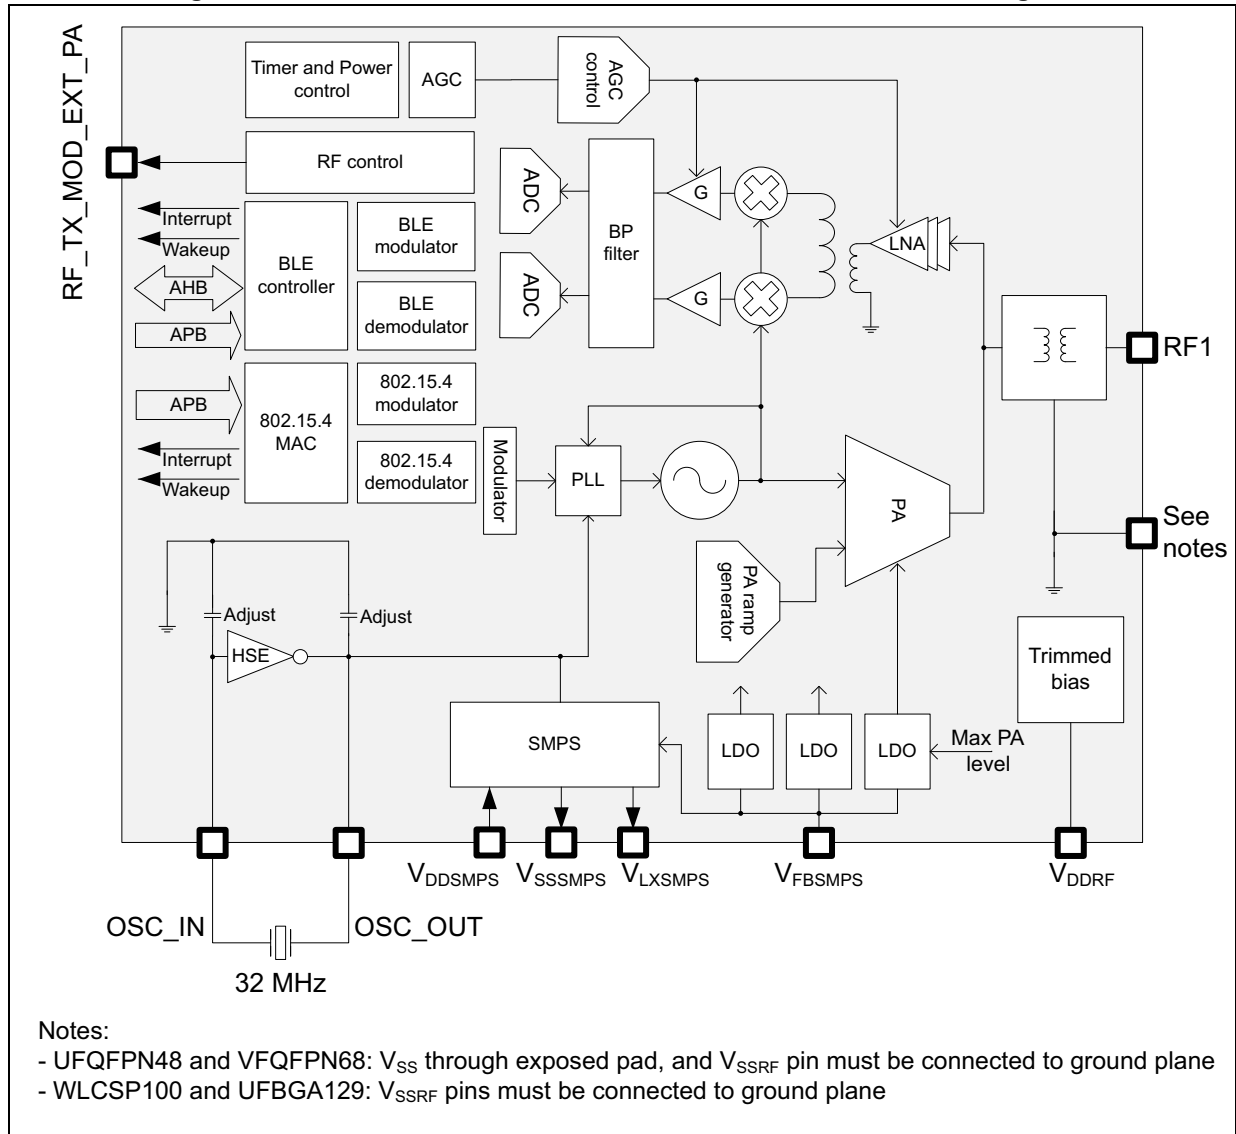 RF_TX_MOD_EXT_PA
Timer and Power
control
AGC
AGC
control
RF control
ADC
ADC
BP
filter
G
G
LNA
Interrupt
Wakeup
AHB
APB
BLE
controller
BLE
modulator
BLE
demodulator
APB
Interrupt
Wakeup
802.15.4
MAC
802.15.4
modulator
802.15.4
demodulator
Modulator
PLL
PA
PA ramp
generator
RF1
See
notes
Adjust
Adjust
HSE
SMPS
LDO
LDO
LDO
Max PA
level
Trimmed
bias
VDDSMPS
VSSSMPS
VLXSMPS
VFBSMPS
VDDRF
OSC_IN
OSC_OUT
32 MHz
Notes:
- UFQFPN48 and VFQFPN68: VSS through exposed pad, and VSSRF pin must be connected to ground plane
- WLCSP100 and UFBGA129: VSSRF pins must be connected to ground plane